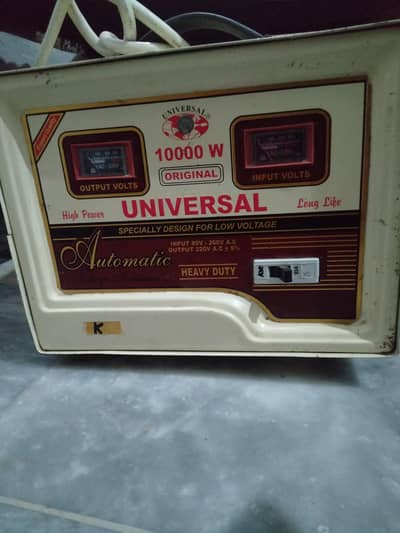 UNIVERSAL
10000 W
ORIGINAL
OUTPUT VOLTS
INPUT VOLTS
High Power
UNIVERSAL
Long Life
SPECIALLY DESIGN FOR LOW VOLTAGE
Automatic
INPUT 80V - 260V A.C
OUTPUT 220V A.C ± 6%
HEAVY DUTY
K